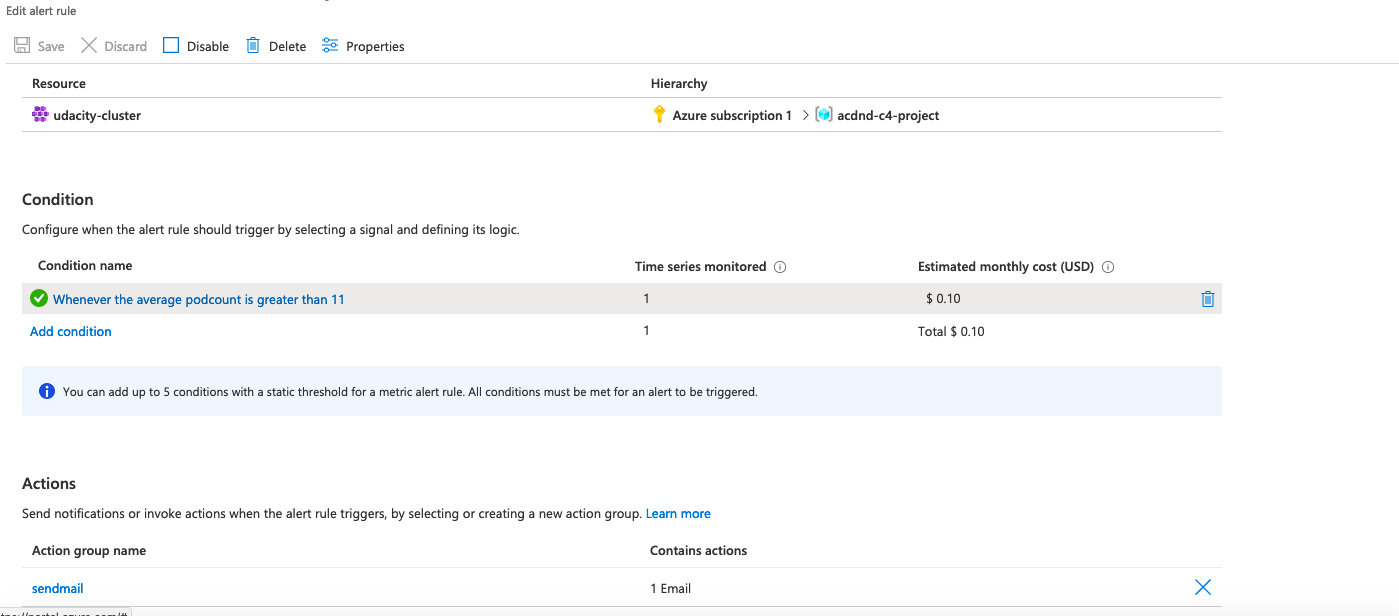 Edit alert rule
Save Discard Disable Delete Properties
Resource Hierarchy
udacity-cluster Azure subscription 1 > acdnd-c4-project
Condition
Configure when the alert rule should trigger by selecting a signal and defining its logic.
Condition name Time series monitored Estimated monthly cost (USD)
Whenever the average podcount is greater than 11 1 $ 0.10
Add condition 1 Total $ 0.10
You can add up to 5 conditions with a static threshold for a metric alert rule. All conditions must be met for an alert to be triggered.
Actions
Send notifications or invoke actions when the alert rule triggers, by selecting or creating a new action group. Learn more
Action group name Contains actions
sendmail 1 Email